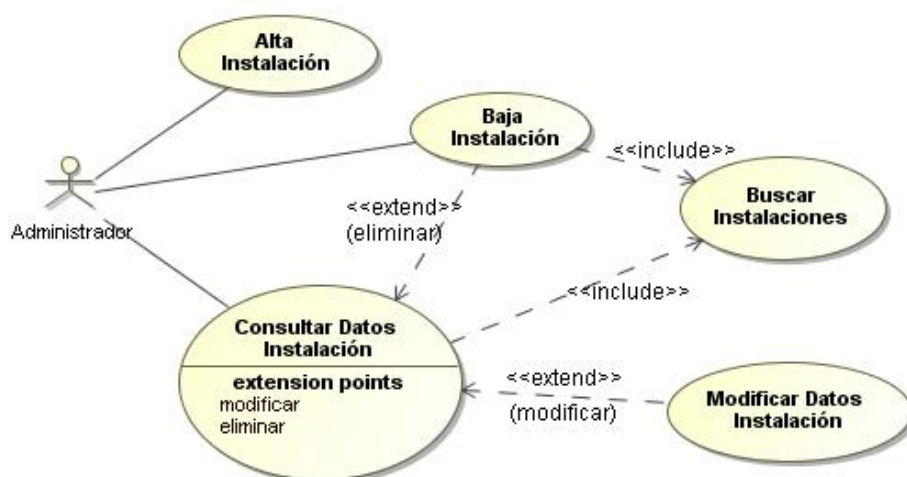 Alta
Instalación
Baja
Instalación
<<include>>
Buscar
Instalaciones
<<extend>>
(eliminar)
Administrador
<<include>>
Consultar Datos
Instalación
extension points
modificar
eliminar
<<extend>>
(modificar)
Modificar Datos
Instalación